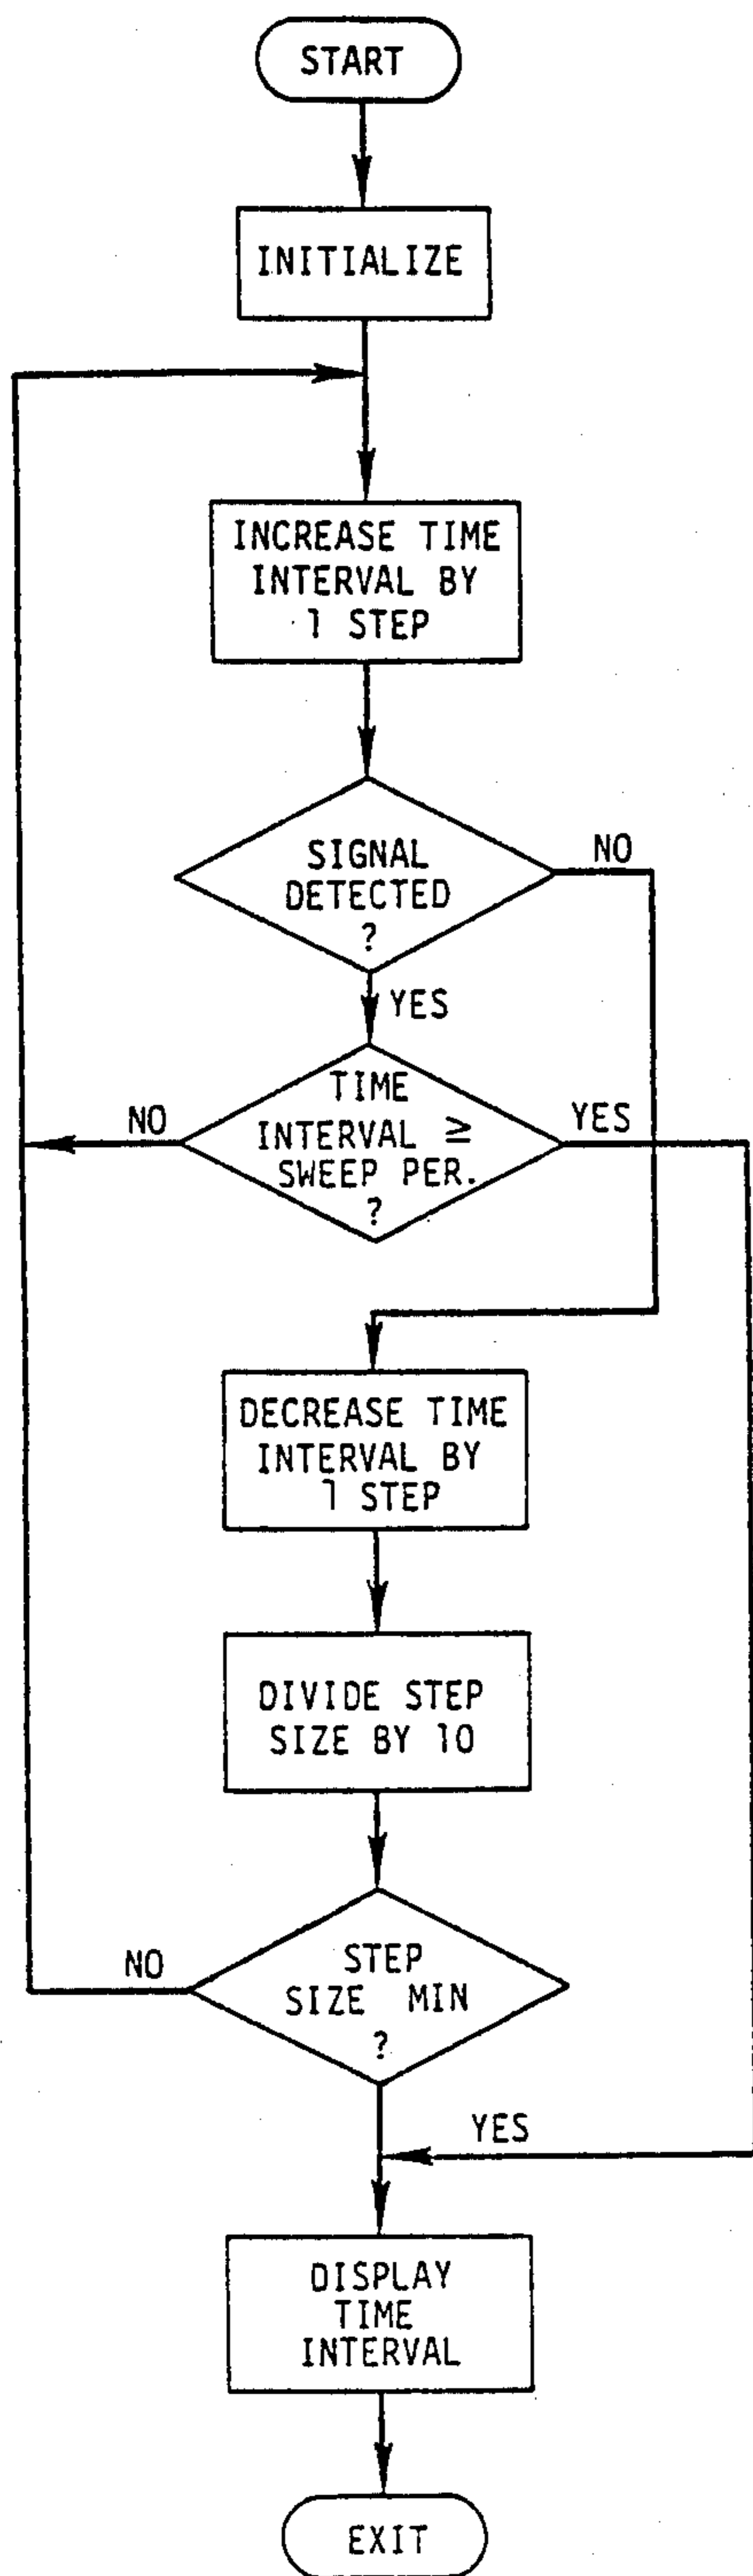 START
INITIALIZE
INCREASE TIME
INTERVAL BY
1 STEP
SIGNAL
DETECTED
?
NO
YES
TIME
INTERVAL ≥
SWEEP PER.
?
NO
YES
DECREASE TIME
INTERVAL BY
1 STEP
DIVIDE STEP
SIZE BY 10
STEP
SIZE MIN
?
NO
YES
DISPLAY
TIME
INTERVAL
EXIT